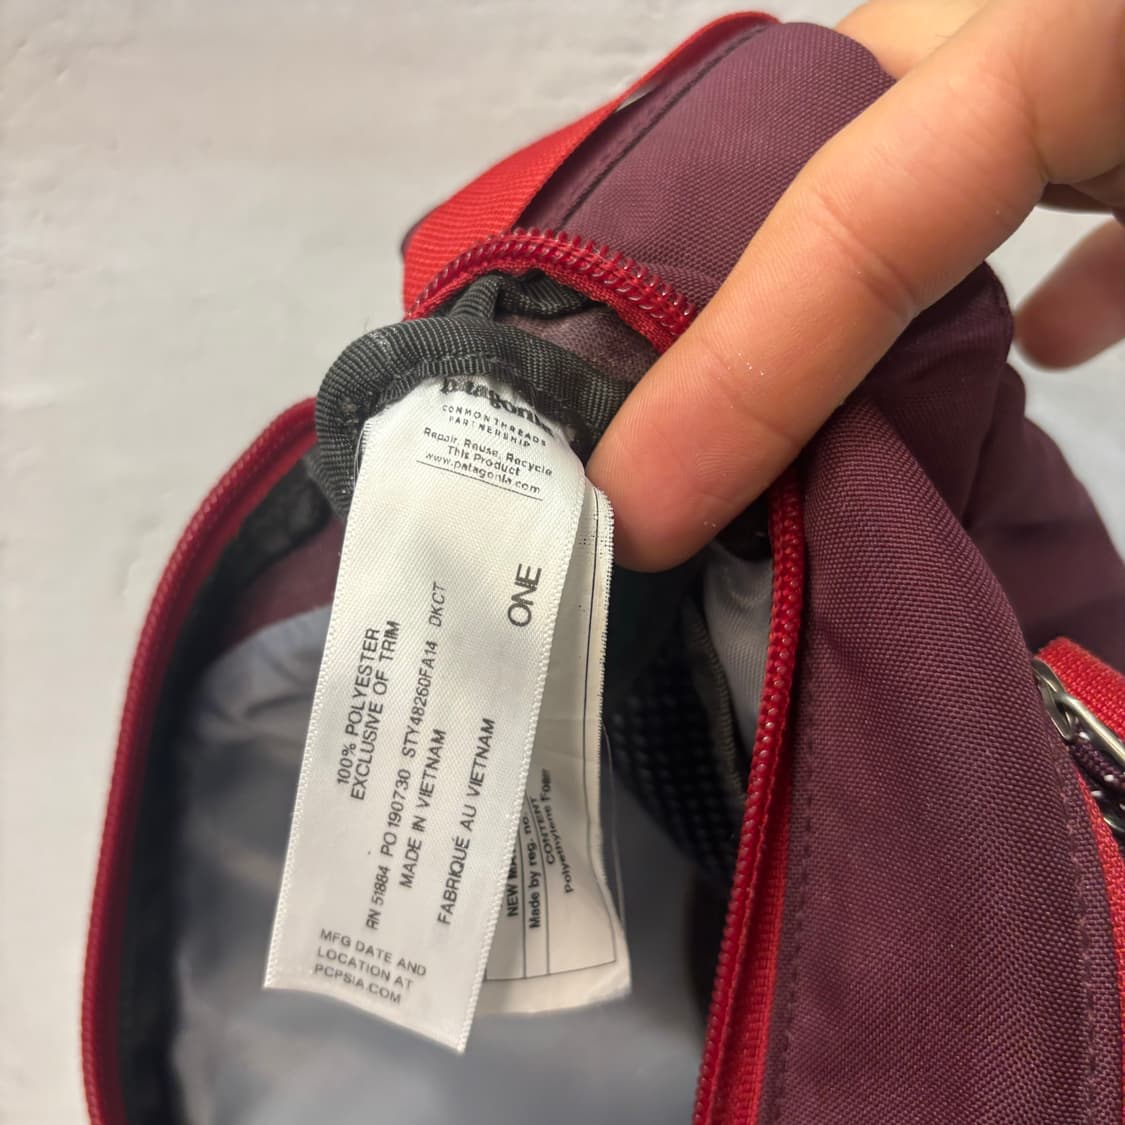 patagonia
COMMON THREADS
PARTNERSHIP
Repair, Reuse, Recycle
This Product
www.patagonia.com
ONE
100% POLYESTER
EXCLUSIVE OF TRIM
RN 51884 PO 190730 STY48260FA14 DKCT
MADE IN VIETNAM
FABRIQUÉ AU VIETNAM
MFG DATE AND
LOCATION AT
PCPSIA.COM
NEW
Made by reg. no.
CONTENT
Polyethylene Foam